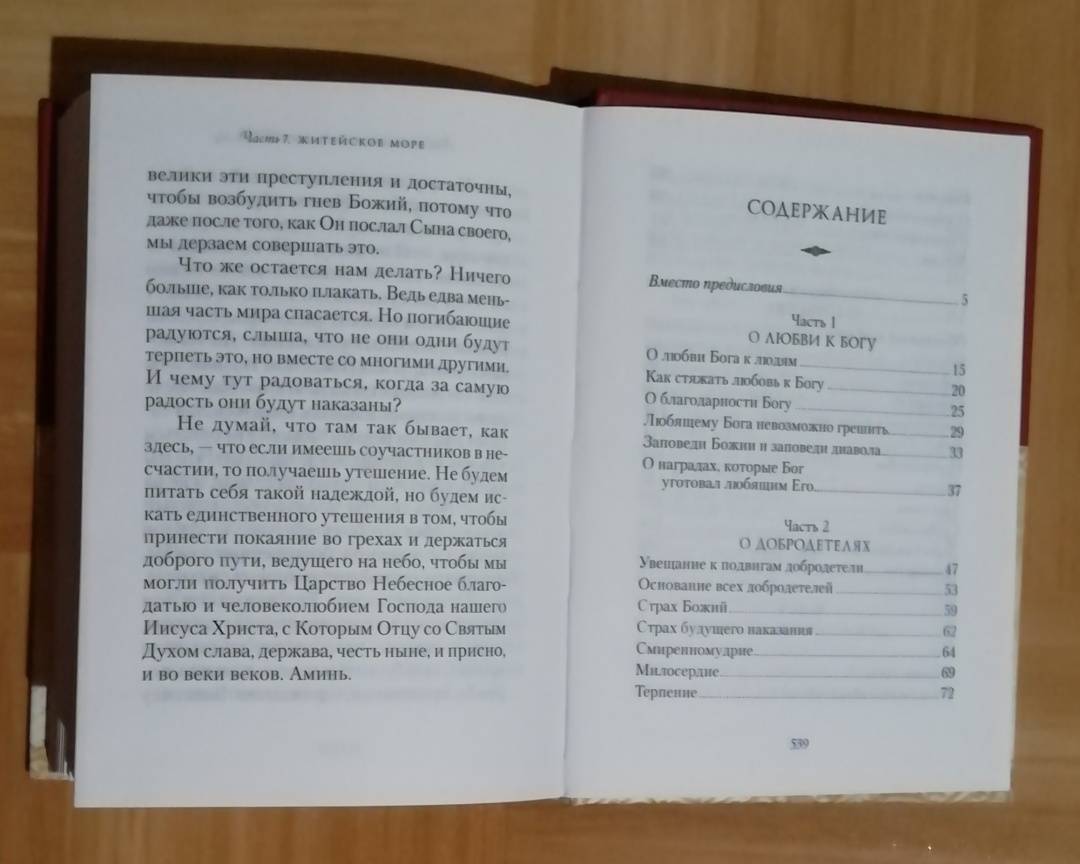 Часть 7. ЖИТЕЙСКОЕ МОРЕ
велики эти преступления и достаточны,
чтобы возбудить гнев Божий, потому что
даже после того, как Он послал Сына своего,
мы дерзаем совершать это.
Что же остается нам делать? Ничего
больше, как только плакать. Ведь едва мень-
шая часть мира спасается. Но погибающие
радуются, слыша, что не они одни будут
терпеть это, но вместе со многими другими.
И чему тут радоваться, когда за самую
радость они будут наказаны?
Не думай, что там так бывает, как
здесь, — что если имеешь соучастников в не-
счастии, то получаешь утешение. Не будем
питать себя такой надеждой, но будем ис-
кать единственного утешения в том, чтобы
принести покаяние во грехах и держаться
доброго пути, ведущего на небо, чтобы мы
могли получить Царство Небесное благо-
датью и человеколюбием Господа нашего
Иисуса Христа, с Которым Отцу со Святым
Духом слава, держава, честь ныне, и присно,
и во веки веков. Аминь.
СОДЕРЖАНИЕ
Вместо предисловия 5
Часть 1
О ЛЮБВИ К БОГУ
О любви Бога к людям 15
Как стяжать любовь к Богу 20
О благодарности Богу 25
Любящему Бога невозможно грешить 29
Заповеди Божии и заповеди диавола 33
О наградах, которые Бог
уготовал любящим Его 37
Часть 2
О ДОБРОДЕТЕЛЯХ
Увещание к подвигам добродетели 47
Основание всех добродетелей 53
Страх Божий 59
Страх будущего наказания 62
Смиренномудрие 64
Милосердие 69
Терпение 72
539